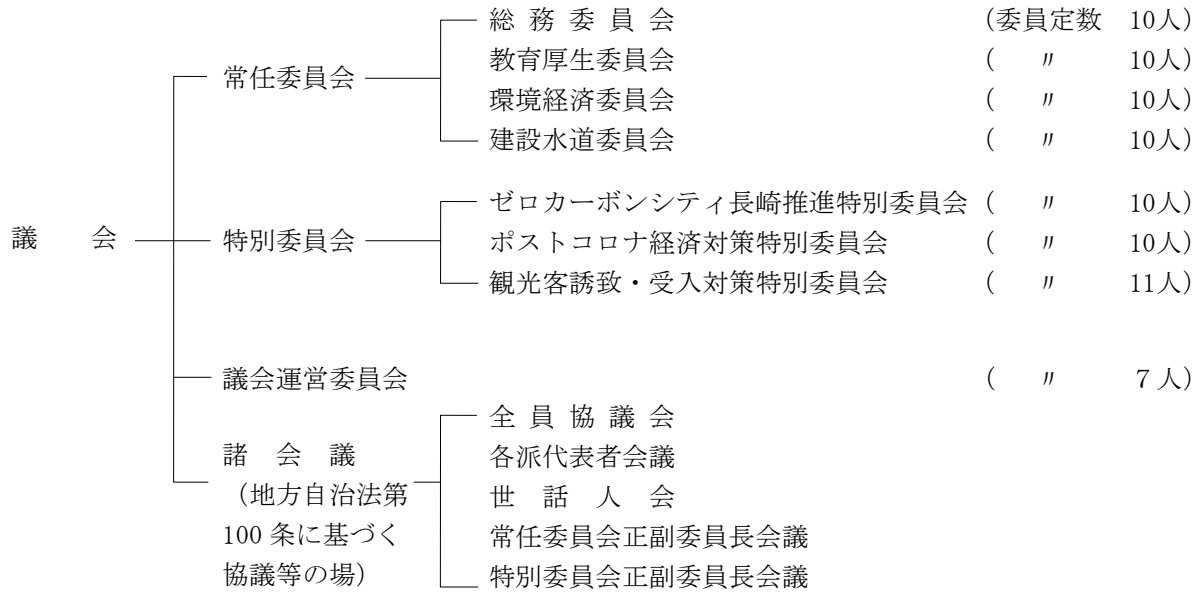 総務委員会 （委員定数 10人）
教育厚生委員会 （ 〃 10人）
常任委員会
環境経済委員会 （ 〃 10人）
建設水道委員会 （ 〃 10人）
ゼロカーボンシティ長崎推進特別委員会 （ 〃 10人）
議会 特別委員会 ポストコロナ経済対策特別委員会 （ 〃 10人）
観光客誘致・受入対策特別委員会 （ 〃 11人）
議会運営委員会 （ 〃 ７人）
全員協議会
諸会議 各派代表者会議
（地方自治法第 世話人会
100条に基づく 常任委員会正副委員長会議
協議等の場） 特別委員会正副委員長会議